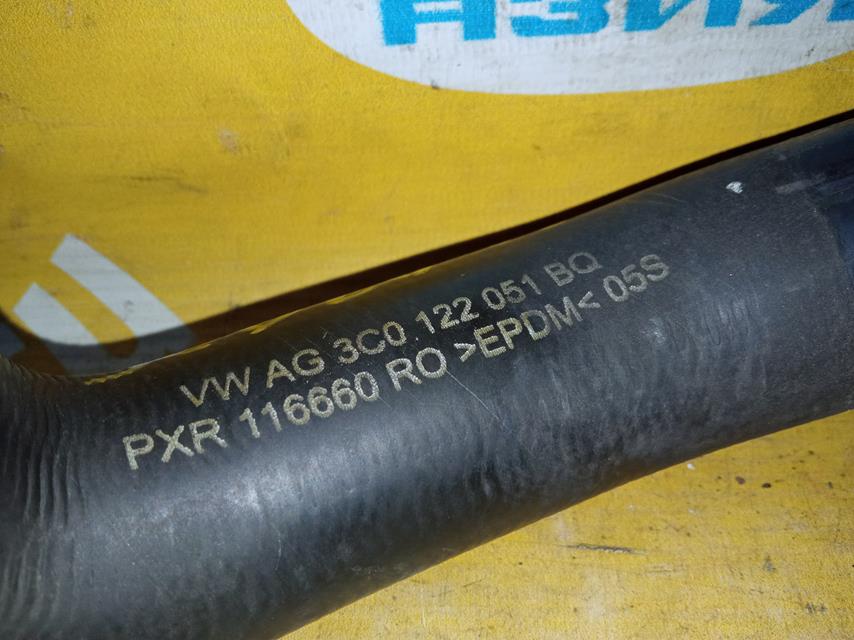 VW AG 3C0 122 051 BQ
PXR 116660 RO >EPDM< 05S